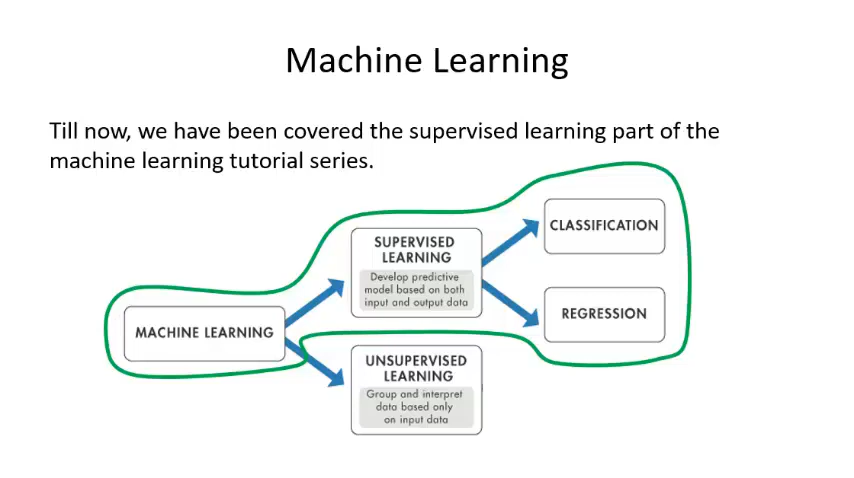 Machine Learning
Till now, we have been covered the supervised learning part of the
machine learning tutorial series.
MACHINE LEARNING
SUPERVISED
LEARNING
Develop predictive
model based on both
input and output data
CLASSIFICATION
REGRESSION
UNSUPERVISED
LEARNING
Group and interpret
data based only
on input data